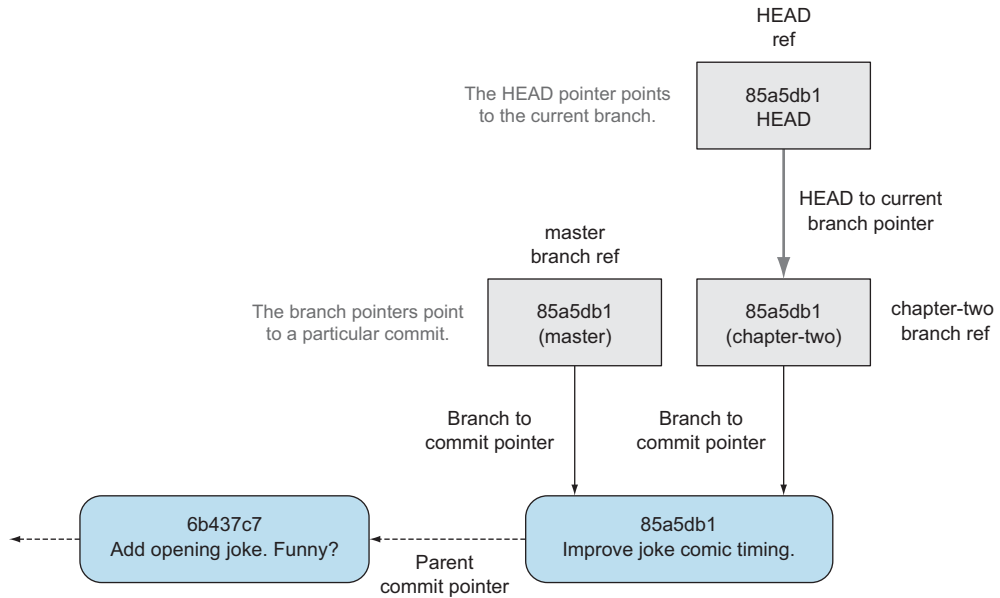 HEAD
ref
The HEAD pointer points
to the current branch.
85a5db1
HEAD
HEAD to current
branch pointer
master
branch ref
The branch pointers point
to a particular commit.
85a5db1
(master)
85a5db1
(chapter-two)
chapter-two
branch ref
Branch to
commit pointer
Branch to
commit pointer
6b437c7
Add opening joke. Funny?
Parent
commit pointer
85a5db1
Improve joke comic timing.